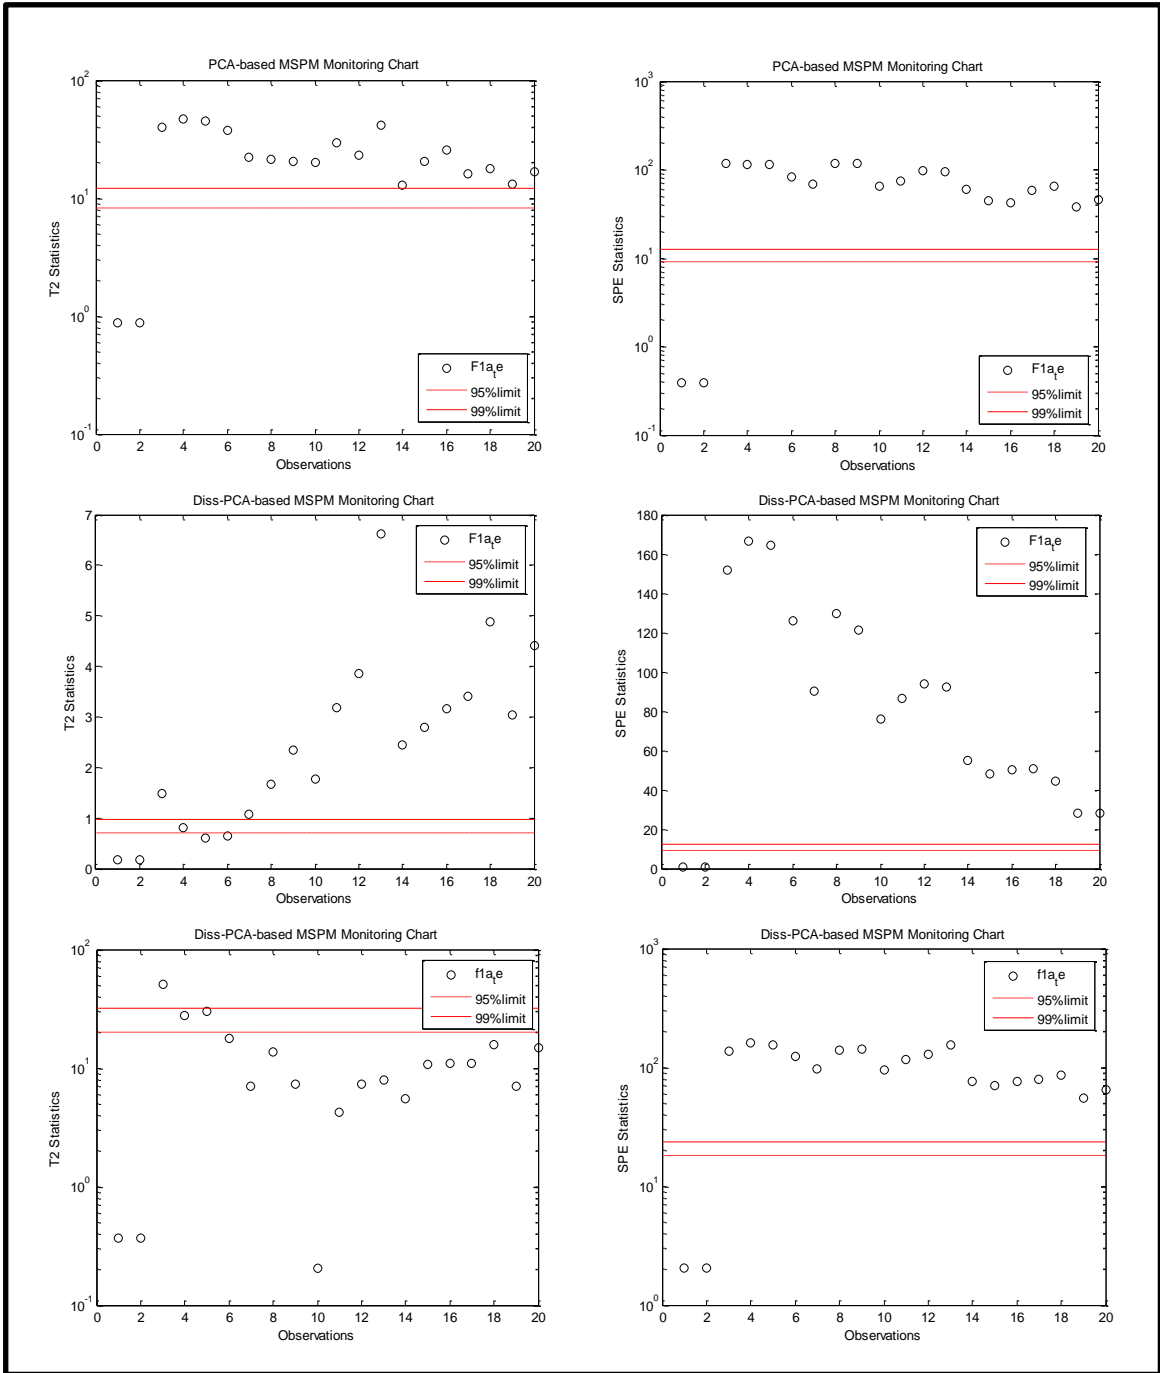 PCA-based MSPM Monitoring Chart
10^2
10^1
10^0
10^-1
T2 Statistics
0 2 4 6 8 10 12 14 16 18 20
Observations
F1a_te
95%limit
99%limit
PCA-based MSPM Monitoring Chart
10^3
10^2
10^1
10^0
10^-1
SPE Statistics
0 2 4 6 8 10 12 14 16 18 20
Observations
F1a_te
95%limit
99%limit
Diss-PCA-based MSPM Monitoring Chart
7
6
5
4
3
2
1
0
T2 Statistics
0 2 4 6 8 10 12 14 16 18 20
Observations
F1a_te
95%limit
99%limit
Diss-PCA-based MSPM Monitoring Chart
180
160
140
120
100
80
60
40
20
0
SPE Statistics
0 2 4 6 8 10 12 14 16 18 20
Observations
F1a_te
95%limit
99%limit
Diss-PCA-based MSPM Monitoring Chart
10^2
10^1
10^0
10^-1
T2 Statistics
0 2 4 6 8 10 12 14 16 18 20
Observations
f1a_te
95%limit
99%limit
Diss-PCA-based MSPM Monitoring Chart
10^3
10^2
10^1
10^0
SPE Statistics
0 2 4 6 8 10 12 14 16 18 20
Observations
f1a_te
95%limit
99%limit